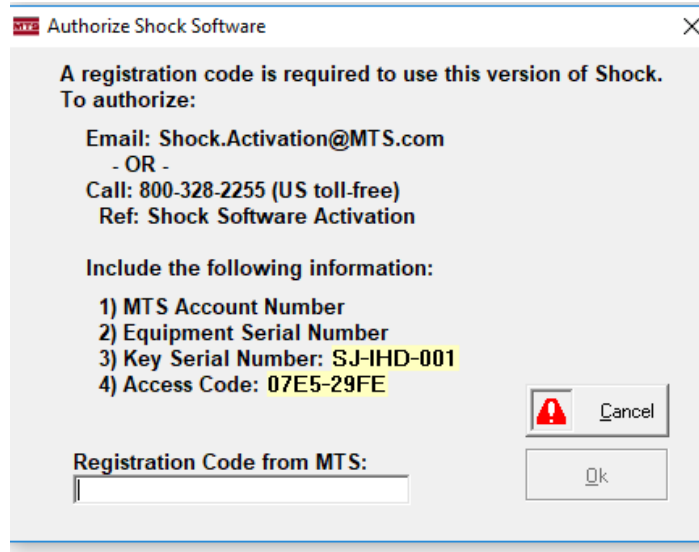 MTS Authorize Shock Software
A registration code is required to use this version of Shock.
To authorize:
Email: Shock.Activation@MTS.com
- OR -
Call: 800-328-2255 (US toll-free)
Ref: Shock Software Activation
Include the following information:
1) MTS Account Number
2) Equipment Serial Number
3) Key Serial Number: SJ-IHD-001
4) Access Code: 07E5-29FE
Cancel
Registration Code from MTS:
Ok